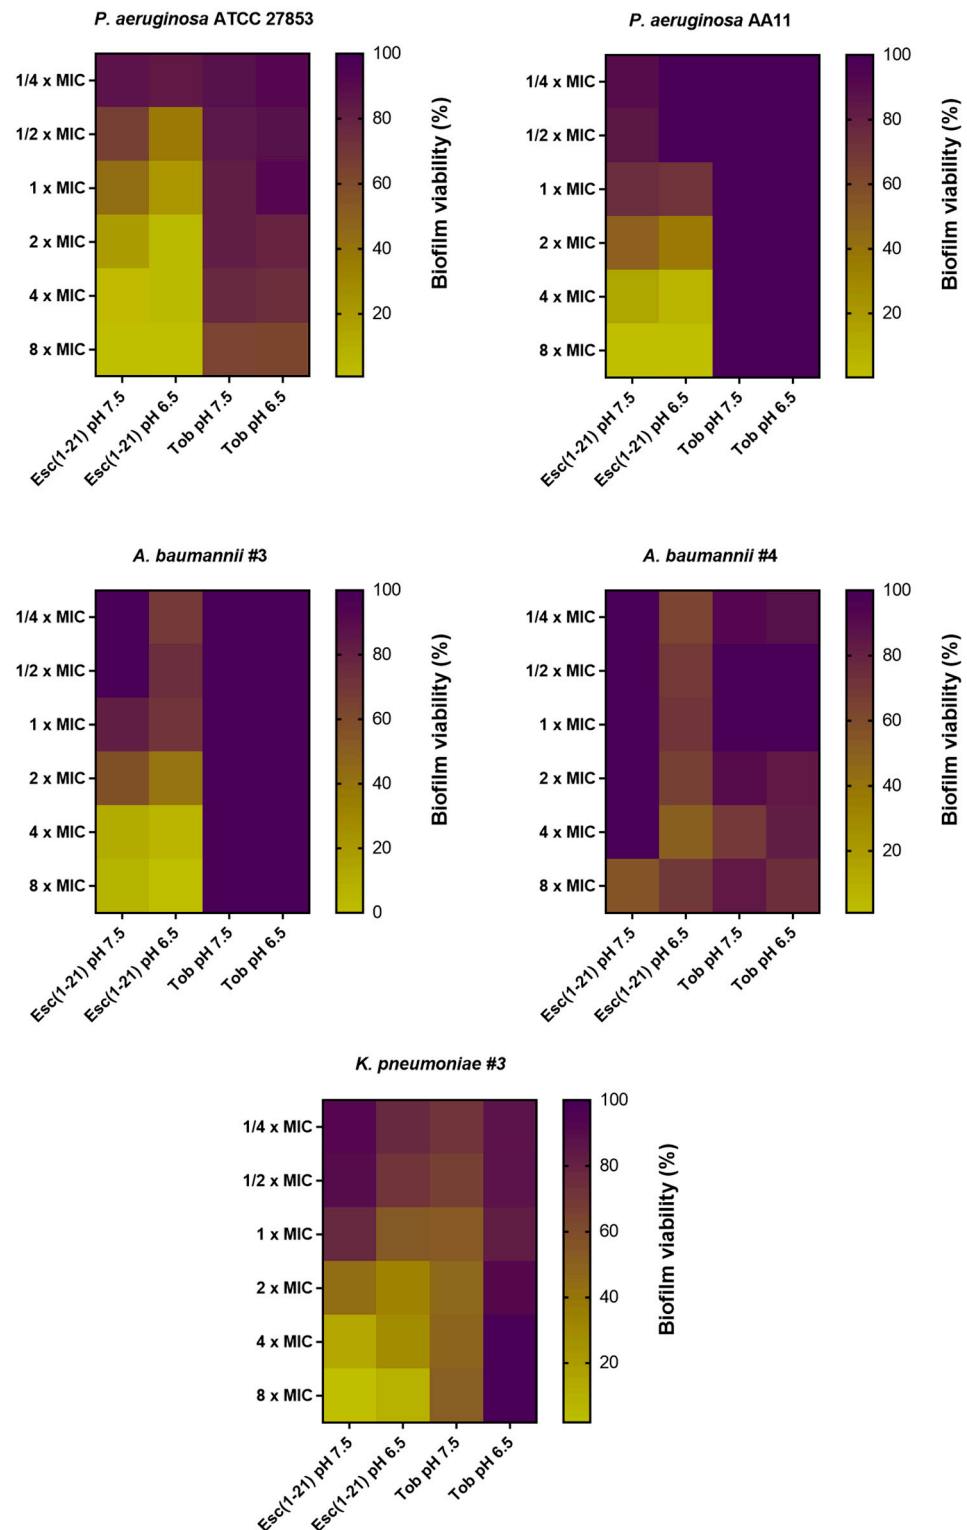 P. aeruginosa ATCC 27853
1/4 x MIC
1/2 x MIC
1 x MIC
2 x MIC
4 x MIC
8 x MIC
Esc(1-21) pH 7.5
Esc(1-21) pH 6.5
Tob pH 7.5
Tob pH 6.5
100
80
60
40
20
Biofilm viability (%)
P. aeruginosa AA11
1/4 x MIC
1/2 x MIC
1 x MIC
2 x MIC
4 x MIC
8 x MIC
Esc(1-21) pH 7.5
Esc(1-21) pH 6.5
Tob pH 7.5
Tob pH 6.5
100
80
60
40
20
Biofilm viability (%)
A. baumannii #3
1/4 x MIC
1/2 x MIC
1 x MIC
2 x MIC
4 x MIC
8 x MIC
Esc(1-21) pH 7.5
Esc(1-21) pH 6.5
Tob pH 7.5
Tob pH 6.5
100
80
60
40
20
0
Biofilm viability (%)
A. baumannii #4
1/4 x MIC
1/2 x MIC
1 x MIC
2 x MIC
4 x MIC
8 x MIC
Esc(1-21) pH 7.5
Esc(1-21) pH 6.5
Tob pH 7.5
Tob pH 6.5
100
80
60
40
20
Biofilm viability (%)
K. pneumoniae #3
1/4 x MIC
1/2 x MIC
1 x MIC
2 x MIC
4 x MIC
8 x MIC
Esc(1-21) pH 7.5
Esc(1-21) pH 6.5
Tob pH 7.5
Tob pH 6.5
100
80
60
40
20
Biofilm viability (%)